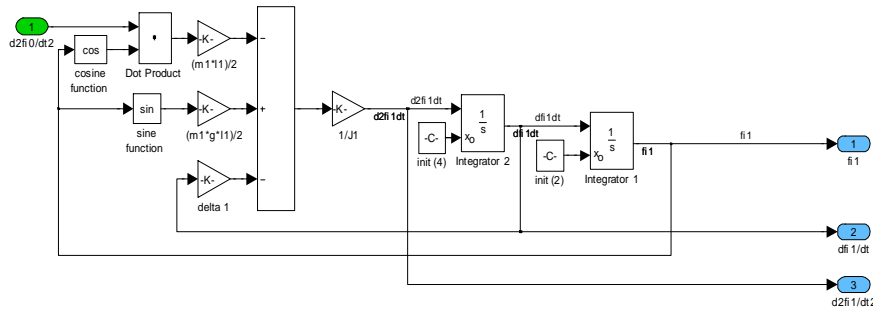 1
d2fi0/dt2
cos
cosine
function
Dot Product
-K-
(m1*l1)/2
sin
sine
function
-K-
(m1*g*l1)/2
-K-
delta 1
−
+
−
-K-
1/J1
d2fi1dt
d2fi1dt
-C-
init (4)
1
s
xo
Integrator 2
dfi1dt
dfi1dt
-C-
init (2)
1
s
xo
Integrator 1
fi1
fi1
1
fi1
2
dfi1/dt
3
d2fi1/dt2